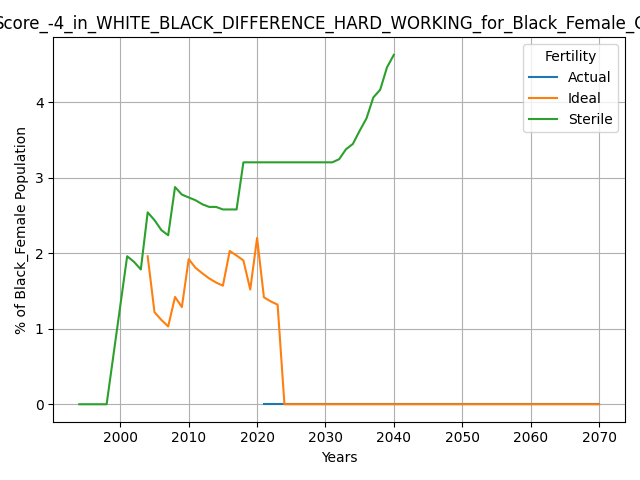 Score_-4_in_WHITE_BLACK_DIFFERENCE_HARD_WORKING_for_Black_Female_
Fertility
Actual
Ideal
Sterile
% of Black_Female Population
4
3
2
1
0
2000 2010 2020 2030 2040 2050 2060 2070
Years